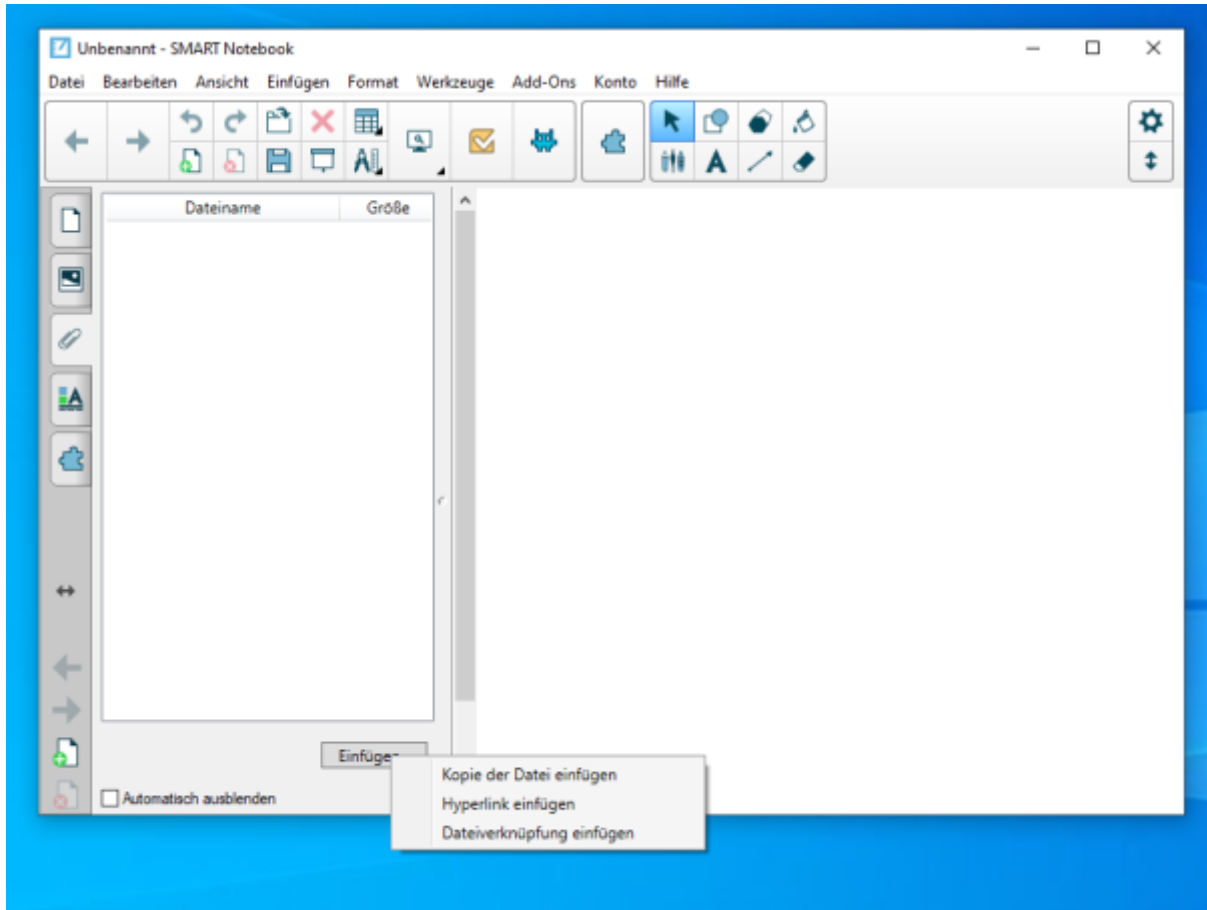 Unbenannt - SMART Notebook
Datei Bearbeiten Ansicht Einfügen Format Werkzeuge Add-Ons Konto Hilfe
Dateiname Größe
Kopie der Datei einfügen
Hyperlink einfügen
Dateiverknüpfung einfügen
Automatisch ausblenden